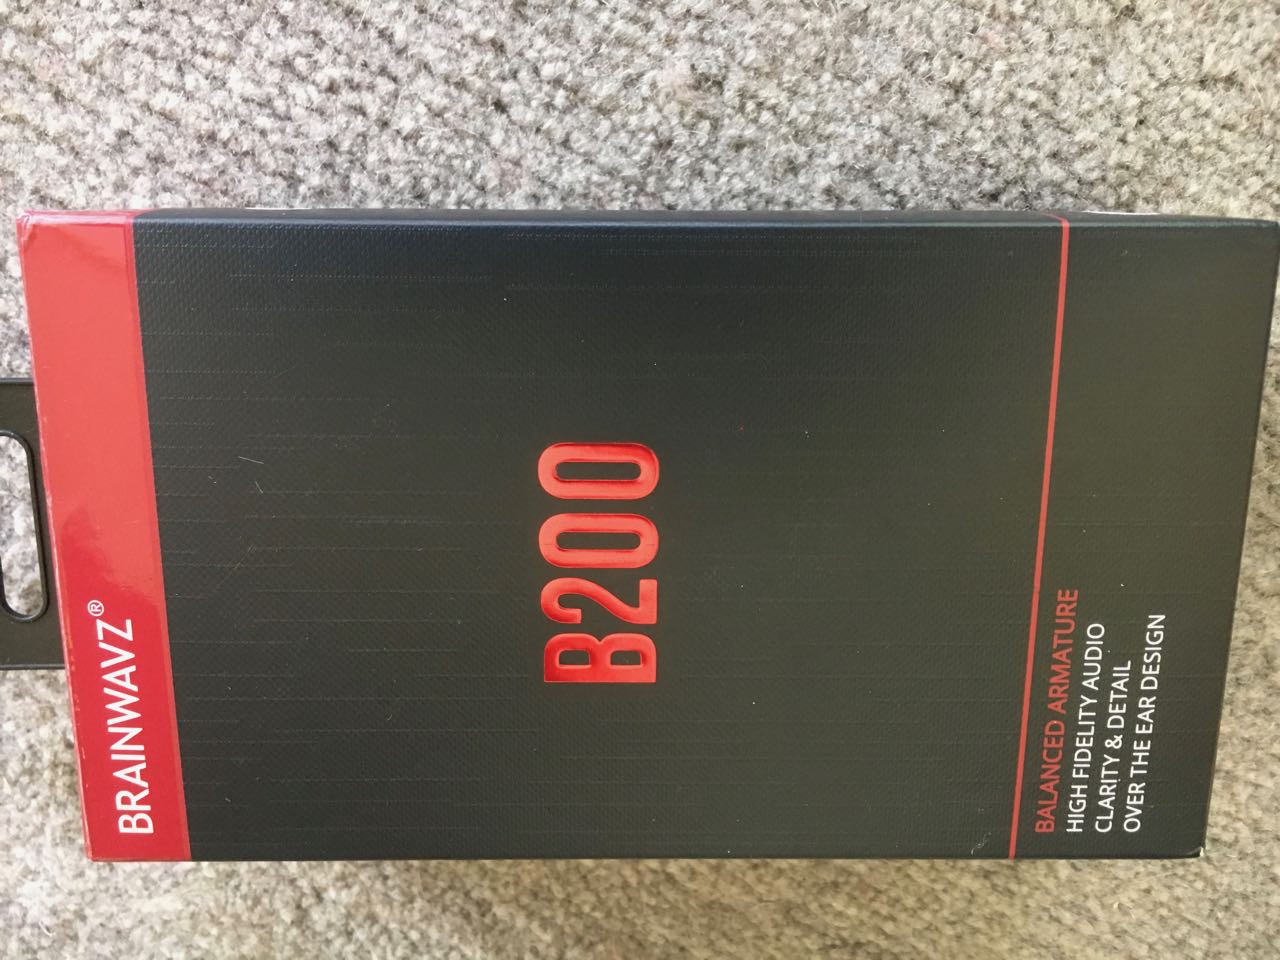 BRAINWAVZ®
B200
BALANCED ARMATURE
HIGH FIDELITY AUDIO
CLARITY & DETAIL
OVER THE EAR DESIGN